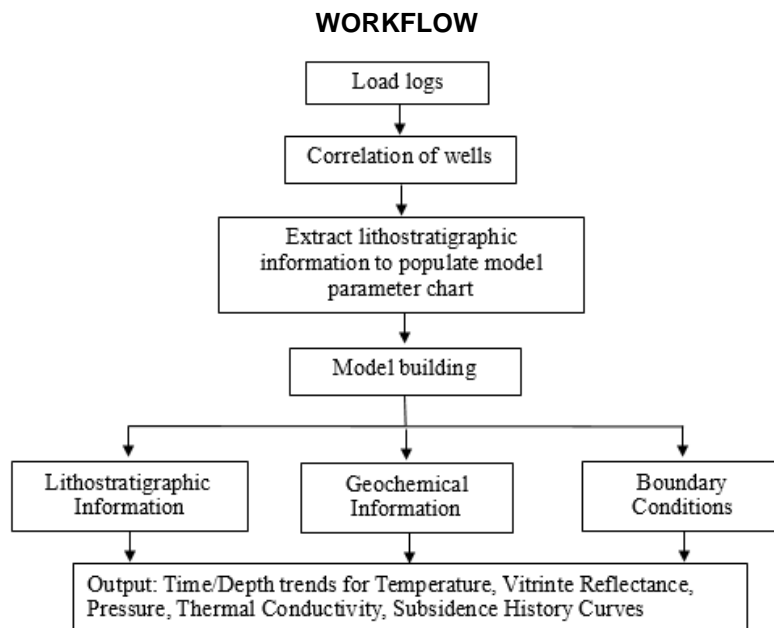 WORKFLOW
Load logs
Correlation of wells
Extract lithostratigraphic
information to populate model
parameter chart
Model building
Lithostratigraphic
Information
Geochemical
Information
Boundary
Conditions
Output: Time/Depth trends for Temperature, Vitrinte Reflectance,
Pressure, Thermal Conductivity, Subsidence History Curves